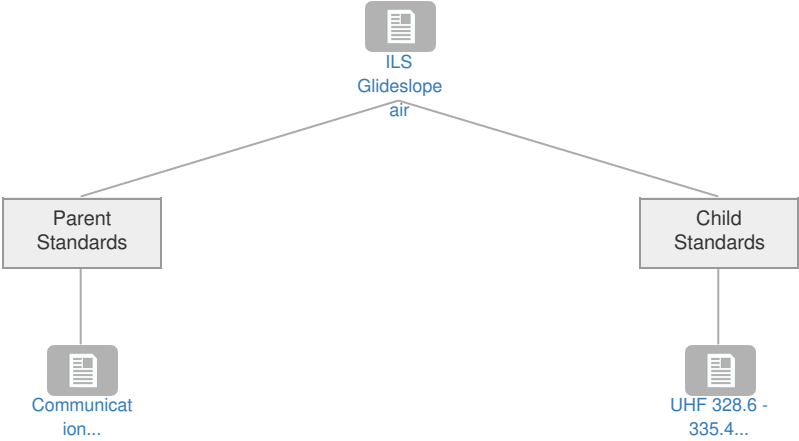 ILS
Glideslope
air
Parent
Standards
Child
Standards
Communicat
ion...
UHF 328.6 -
335.4...